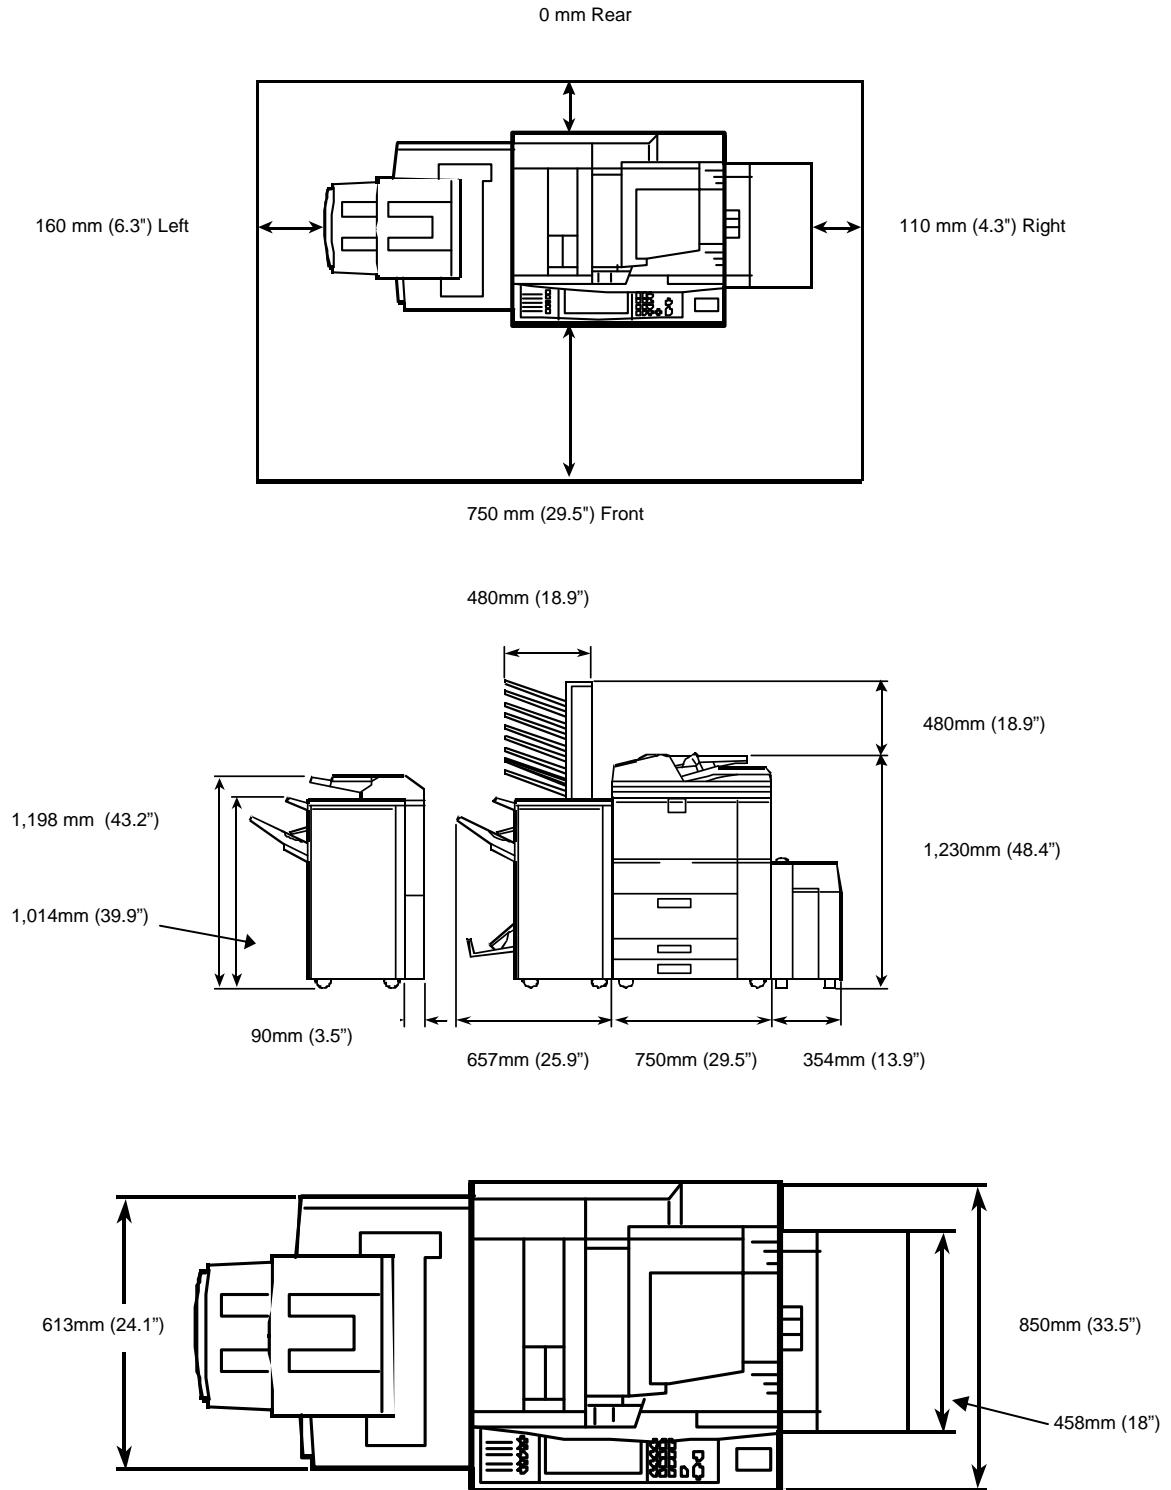 0 mm Rear
160 mm (6.3") Left
110 mm (4.3") Right
750 mm (29.5") Front
480mm (18.9”)
480mm (18.9”)
1,198 mm  (43.2”)
1,230mm (48.4”)
1,014mm (39.9”)
90mm (3.5”)
657mm (25.9”)
750mm (29.5”)
354mm (13.9”)
613mm (24.1”)
850mm (33.5”)
458mm (18”)